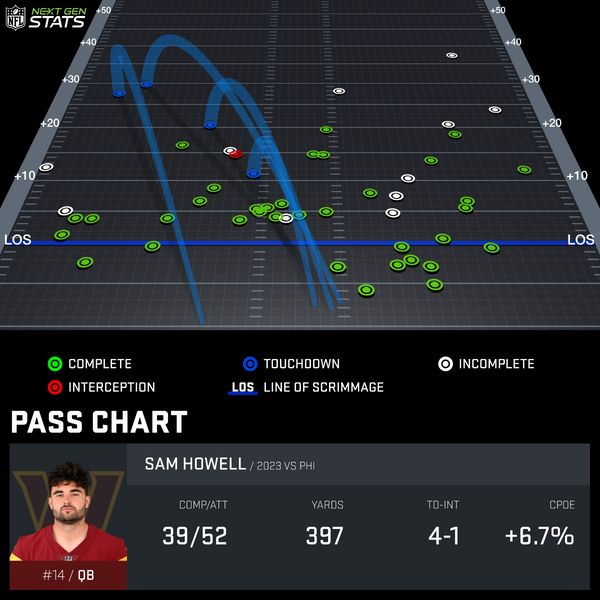 NFL NEXT GEN STATS
+50 +50
+40 +40
+30 +30
+20 +20
+10 +10
LOS LOS
COMPLETE TOUCHDOWN INCOMPLETE
INTERCEPTION LOS LINE OF SCRIMMAGE
PASS CHART
SAM HOWELL / 2023 VS PHI
COMP/ATT YARDS TD-INT CPOE
39/52 397 4-1 +6.7%
#14 / QB